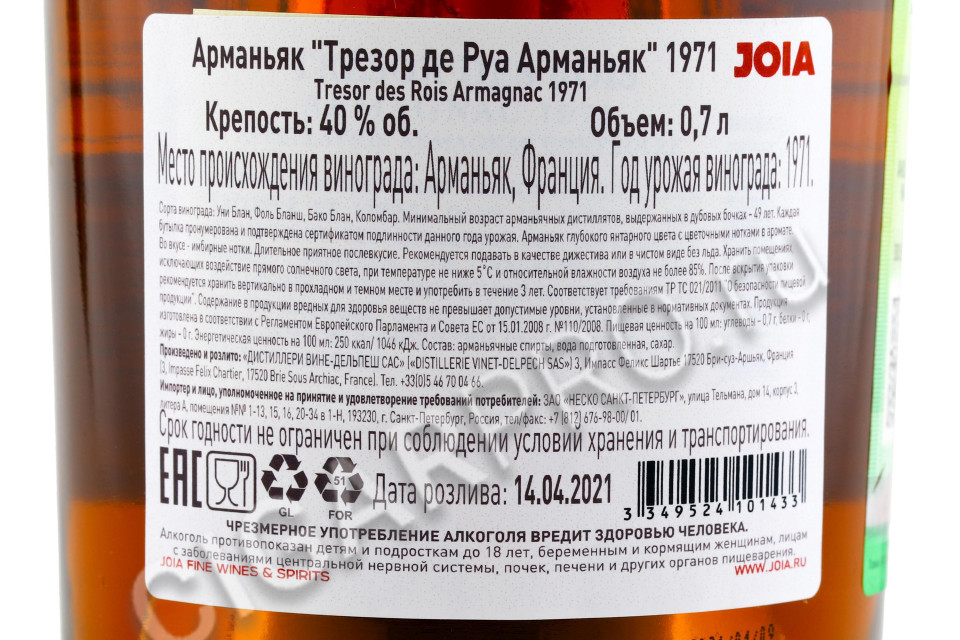 Арманьяк "Трезор де Руа Арманьяк" 1971 JOIA
Tresor des Rois Armagnac 1971
Крепость: 40 % об. Объем: 0,7 л
Место происхождения винограда: Арманьяк, Франция. Год урожая винограда: 1971.
Сорта винограда: Уни Блан, Фоль Бланш, Бако Блан, Коломбар. Минимальный возраст арманьячных дистиллятов, выдержанных в дубовых бочках – 49 лет. Каждая
бутылка пронумерована и подтверждена сертификатом подлинности данного года урожая. Арманьяк глубокого янтарного цвета с цветочными нотками в аромате.
Во вкусе - имбирные нотки. Длительное приятное послевкусие. Рекомендуется подавать в качестве дижестива или в чистом виде без льда. Хранить помещениях,
исключающих воздействие прямого солнечного света, при температуре не ниже 5°С и относительной влажности воздуха не более 85%. После вскрытия упаковки
рекомендуется хранить вертикально в прохладном и темном месте и употребить в течение 3 лет. Соответствует требованиям ТР ТС 021/2011 "О безопасности пищевой
продукции". Содержание в продукции вредных для здоровья веществ не превышает допустимые уровни, установленные в нормативных документах. Продукция
изготовлена в соответствии с Регламентом Европейского Парламента и Совета ЕС от 15.01.2008 г. №110/2008. Пищевая ценность на 100 мл: углеводы – 0,7 г, белки – 0 г,
жиры – 0 г. Энергетическая ценность на 100 мл: 250 ккал/ 1046 кДж. Состав: арманьячные спирты, вода подготовленная, сахар.
Произведено и розлито: «ДИСТИЛЛЕРИ ВИНЕ-ДЕЛЬПЕШ САС» («DISTILLERIE VINET-DELPECH SAS») 3, Импасс Феликс Шартье 17520 Бри-суз-Аршьяк, Франция
(3, Impasse Felix Chartier, 17520 Brie Sous Archiac, France). Тел. +33(0)5 46 70 04 66.
Импортер и лицо, уполномоченное на принятие и удовлетворение требований потребителей: ЗАО «НЕСКО САНКТ-ПЕТЕРБУРГ», улица Тельмана, дом 14, корпус 3,
литера А, помещения №№ 1-13, 15, 16, 20-34 в 1-Н, 193230, г. Санкт-Петербург, Россия, тел/факс: +7 (812) 676-98-00/ 01.
Срок годности не ограничен при соблюдении условий хранения и транспортирования.
EAC GL 51 FOR Дата розлива: 14.04.2021 3 349524 101433
ЧРЕЗМЕРНОЕ УПОТРЕБЛЕНИЕ АЛКОГОЛЯ ВРЕДИТ ЗДОРОВЬЮ ЧЕЛОВЕКА.
Алкоголь противопоказан детям и подросткам до 18 лет, беременным и кормящим женщинам, лицам
с заболеваниями центральной нервной системы, почек, печени и других органов пищеварения.
JOIA FINE WINES & SPIRITS WWW.JOIA.RU
CIGARPRO.ru